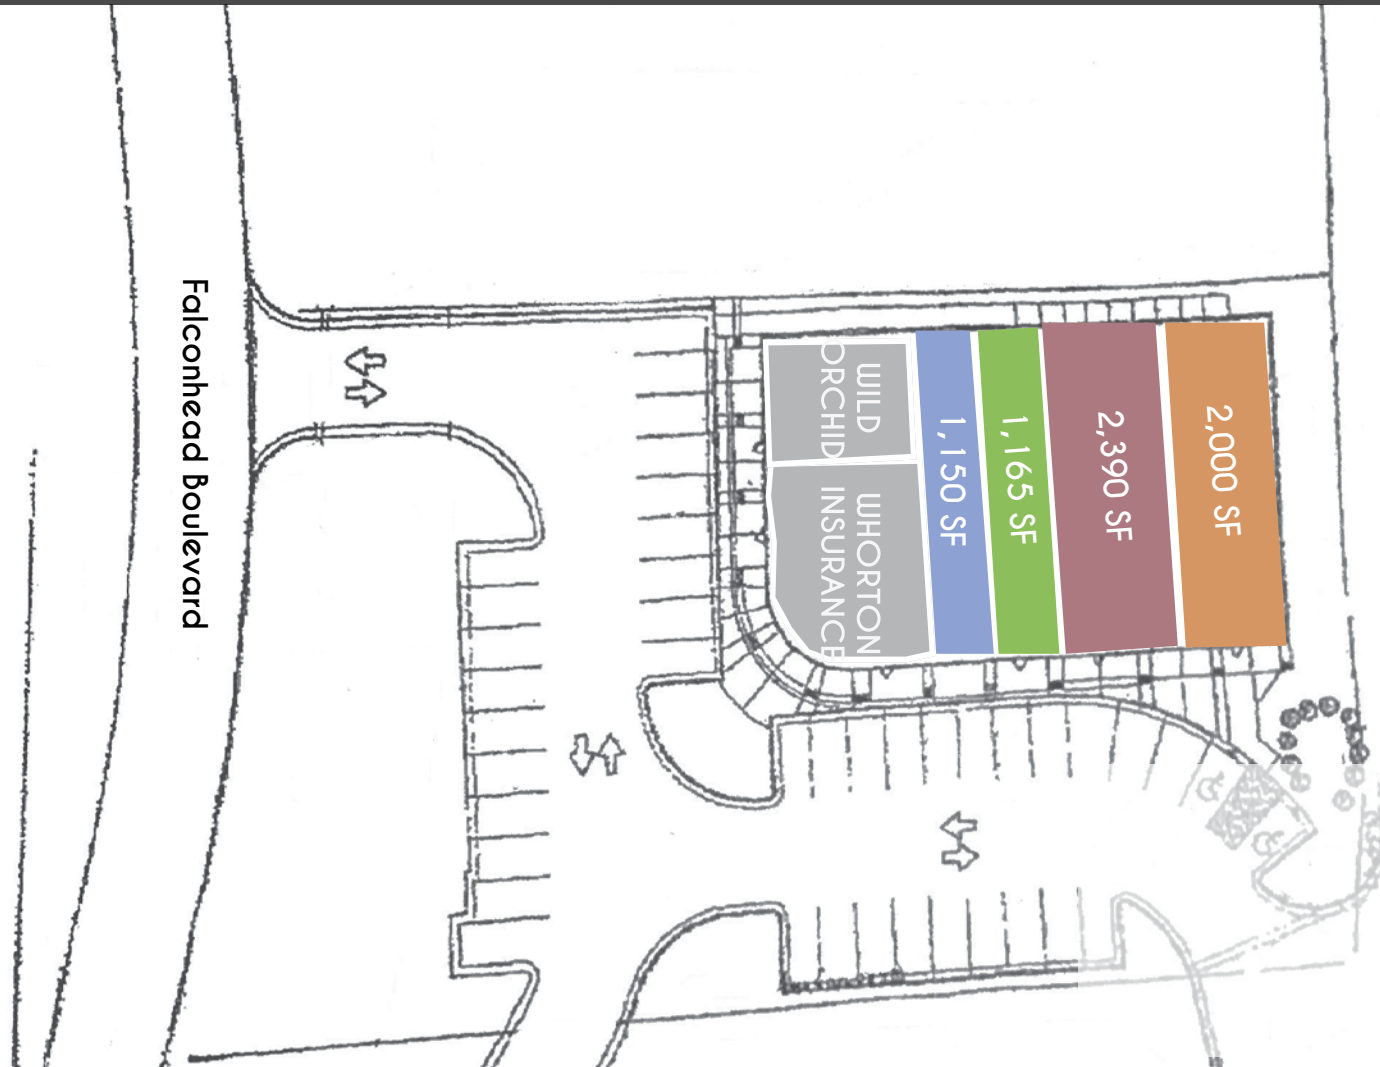 Falconhead Boulevard
WILD
ORCHID
WHORTON
INSURANCE
1,150 SF
1,165 SF
2,390 SF
2,000 SF